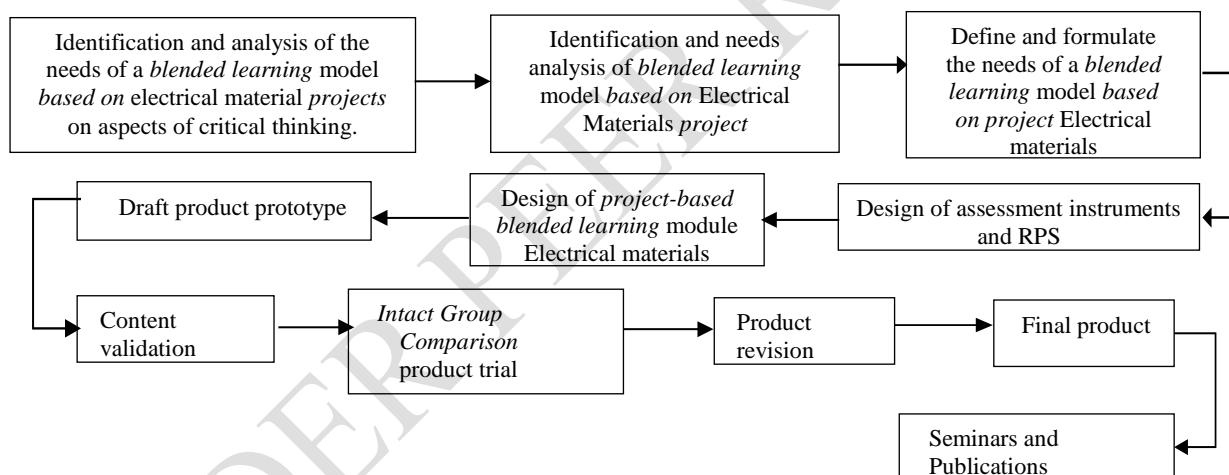 Identification and analysis of the
needs of a blended learning model
based on electrical material projects
on aspects of critical thinking.
Identification and needs
analysis of blended learning
model based on Electrical
Materials project
Define and formulate
the needs of a blended
learning model based
on project Electrical
materials
Design of assessment instruments
and RPS
Design of project-based
blended learning module
Electrical materials
Draft product prototype
Content
validation
Intact Group
Comparison
product trial
Product
revision
Final product
Seminars and
Publications
DER PEER R